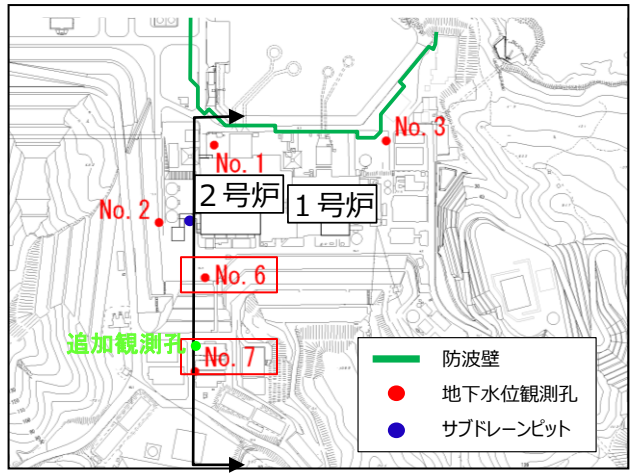 No. 3
No. 1
2号炉
1号炉
No. 2
No. 6
追加観測孔
No. 7
防波壁
地下水位観測孔
サブドレーンピット